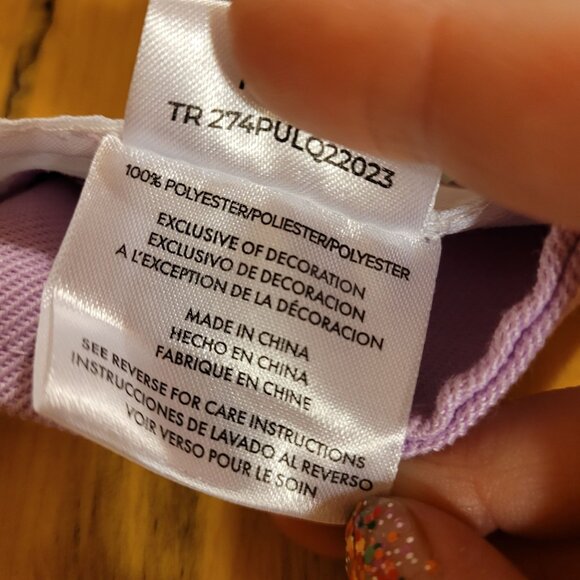 TR 274PULQ22023
100% POLYESTER/POLIESTER/POLYESTER
EXCLUSIVE OF DECORATION
EXCLUSIVO DE DECORACION
A L'EXCEPTION DE LA DÉCORACION
MADE IN CHINA
HECHO EN CHINA
FABRIQUE EN CHINE
SEE REVERSE FOR CARE INSTRUCTIONS
INSTRUCCIONES DE LAVADO AL REVERSO
VOIR VERSO POUR LE SOIN